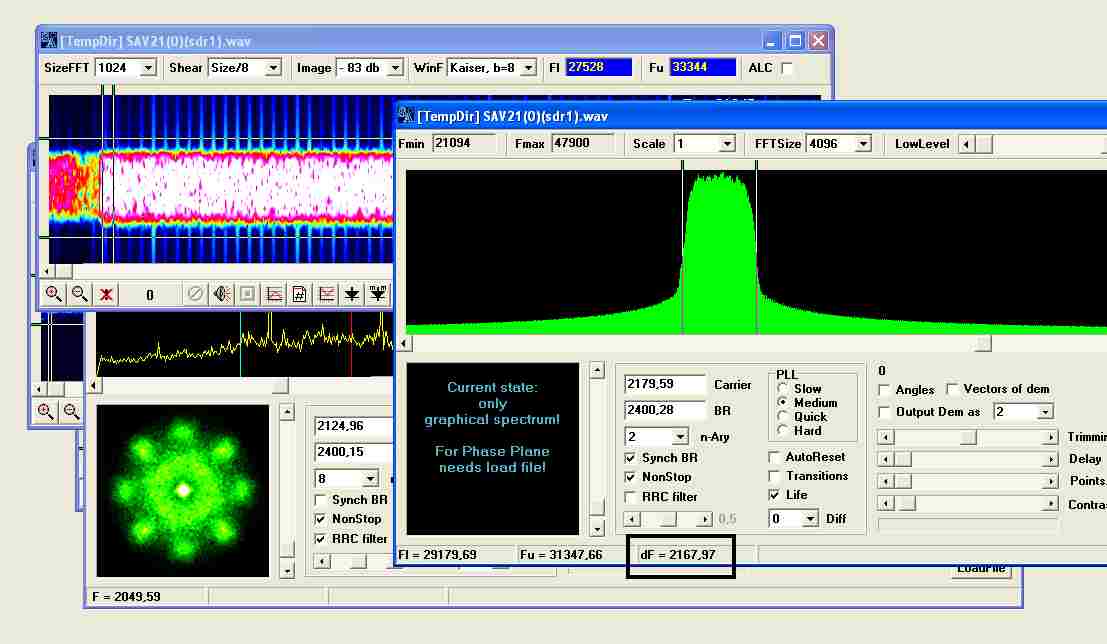 [TempDir] SAV21(0)(sdr1).wav
SizeFFT 1024 Shear Size/8 Image - 83 db WinF Kaiser, b=8 Fl 27528 Fu 33344 ALC
[TempDir] SAV21(0)(sdr1).wav
Fmin 21094 Fmax 47900 Scale 1 FFTSize 4096 LowLevel
0
Current state:
only
graphical spectrum!
For Phase Plane
needs load file!
2179,59 Carrier
2400,28 BR
2 n-Ary
Synch BR
NonStop
RRC filter
0,5
PLL
Slow
Medium
Quick
Hard
AutoReset
Transitions
Life
0 Diff
0
Angles Vectors of dem
Output Dem as 2
Trimmin
Delay
Points.
Contra
Fl = 29179,69 Fu = 31347,66 dF = 2167,97
2124,96
2400,15
8
Synch BR
NonStop
RRC filter
LoadFile
F = 2049,59